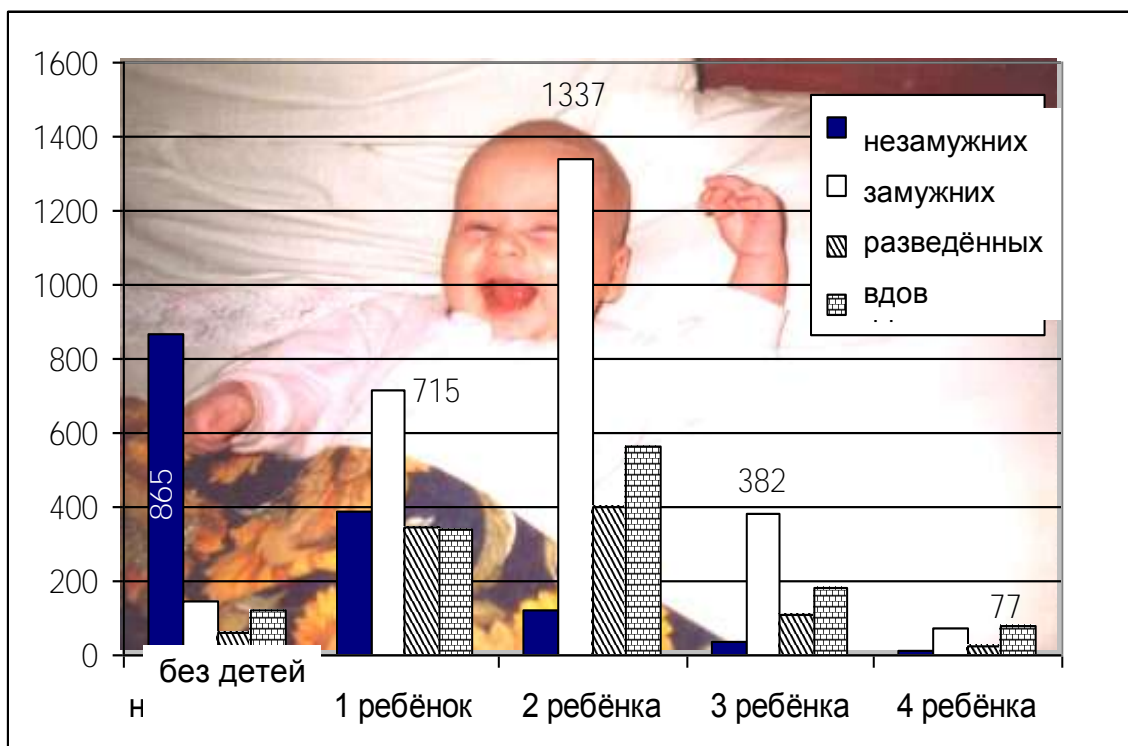 1600
1400
1200
1000
800
600
400
200
0
865
715
1337
382
77
незамужних
замужних
разведённых
вдов
без детей
н
1 ребёнок
2 ребёнка
3 ребёнка
4 ребёнка